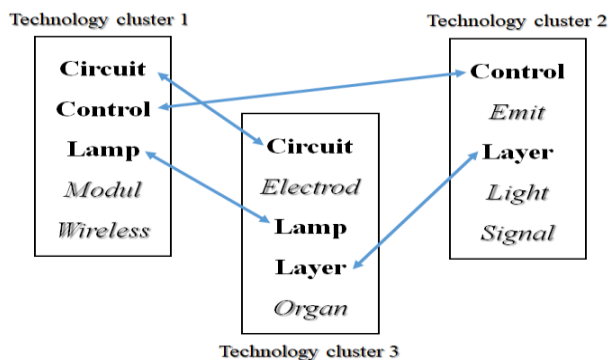 Technology cluster 1
Circuit
Control
Lamp
Modul
Wireless
Technology cluster 2
Control
Emit
Layer
Light
Signal
Circuit
Electrod
Lamp
Layer
Organ
Technology cluster 3